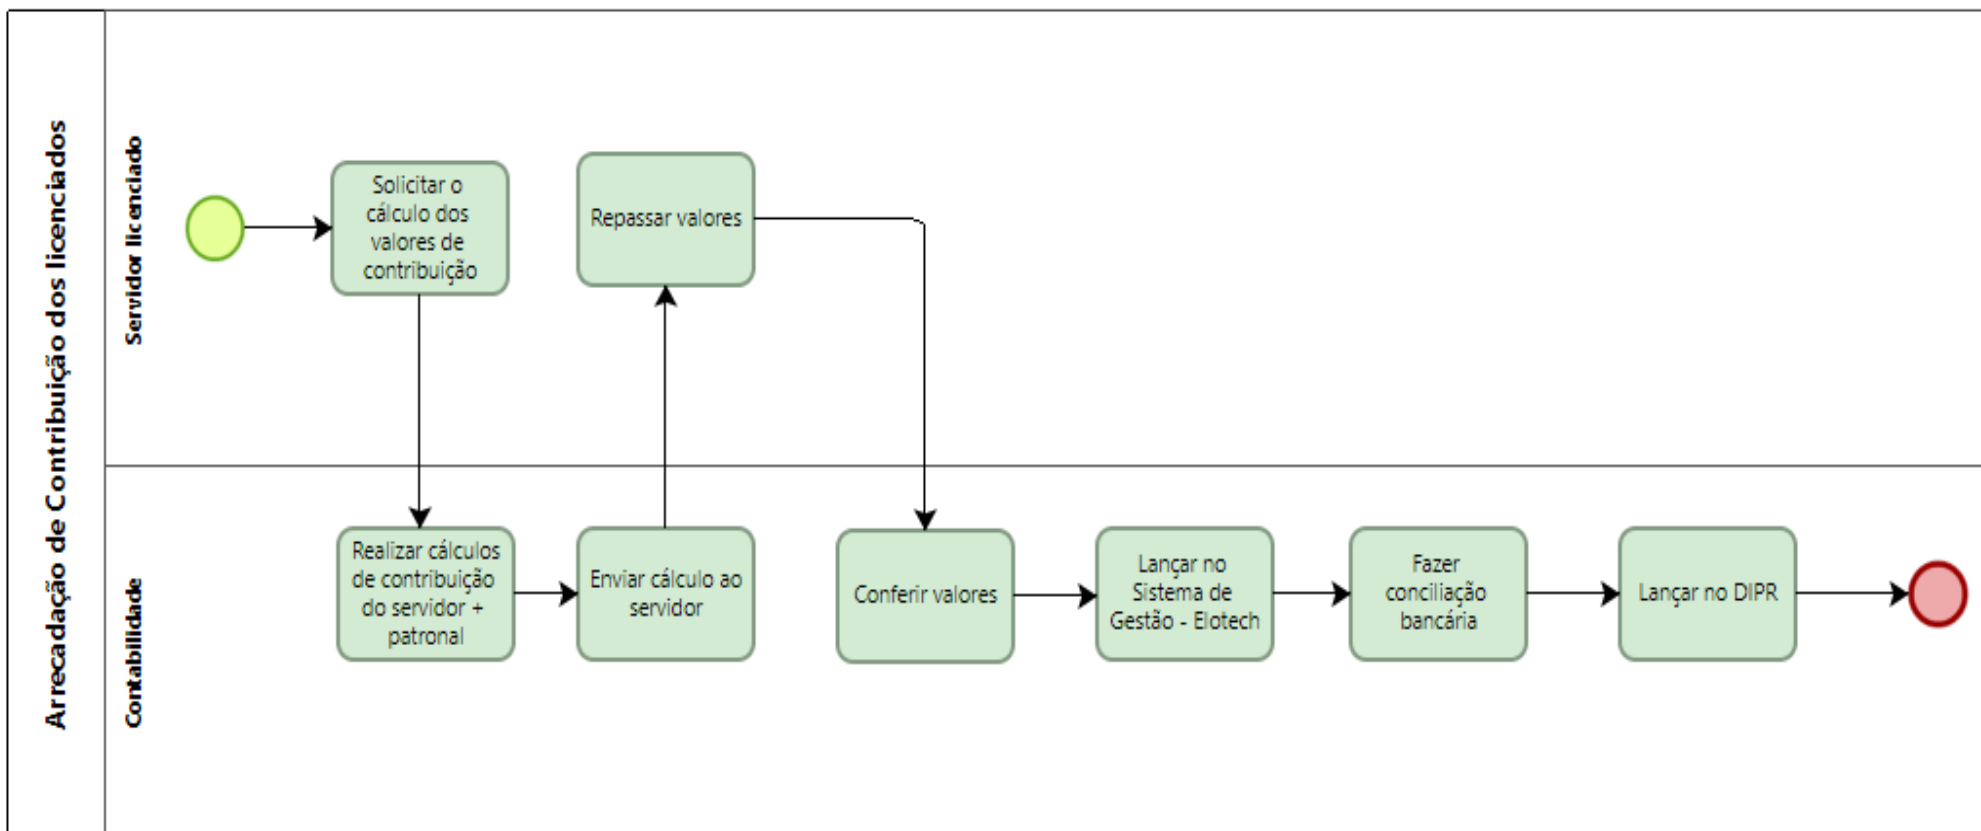 Arrecadação de Contribuição dos licenciados
Servidor licenciado
Solicitar o
cálculo dos
valores de
contribuição
Repassar valores
Contabilidade
Realizar cálculos
de contribuição
do servidor +
patronal
Enviar cálculo ao
servidor
Conferir valores
Lançar no
Sistema de
Gestão - Elotech
Fazer
conciliação
bancária
Lançar no DIPR